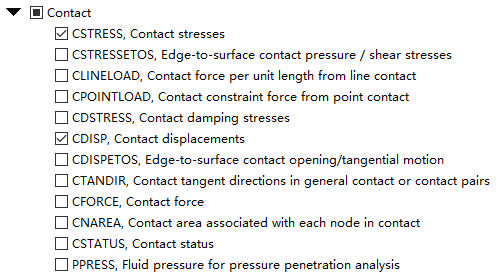 Contact
CSTRESS, Contact stresses
CSTRESSETOS, Edge-to-surface contact pressure / shear stresses
CLINELOAD, Contact force per unit length from line contact
CPOINTLOAD, Contact constraint force from point contact
CDSTRESS, Contact damping stresses
CDISP, Contact displacements
CDISPETOS, Edge-to-surface contact opening/tangential motion
CTANDIR, Contact tangent directions in general contact or contact pairs
CFORCE, Contact force
CNAREA, Contact area associated with each node in contact
CSTATUS, Contact status
PPRESS, Fluid pressure for pressure penetration analysis